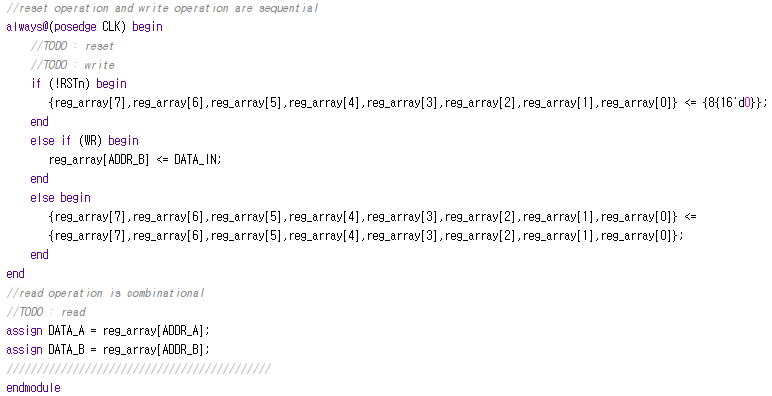 //reset operation and write operation are sequential
always@(posedge CLK) begin
//TODO : reset
//TODO : write
if (!RSTn) begin
{reg_array[7],reg_array[6],reg_array[5],reg_array[4],reg_array[3],reg_array[2],reg_array[1],reg_array[0]} <= {8{16'd0}};
end
else if (WR) begin
reg_array[ADDR_B] <= DATA_IN;
end
else begin
{reg_array[7],reg_array[6],reg_array[5],reg_array[4],reg_array[3],reg_array[2],reg_array[1],reg_array[0]} <=
{reg_array[7],reg_array[6],reg_array[5],reg_array[4],reg_array[3],reg_array[2],reg_array[1],reg_array[0]};
end
end
//read operation is combinational
//TODO : read
assign DATA_A = reg_array[ADDR_A];
assign DATA_B = reg_array[ADDR_B];
////////////////////////////////////////////
endmodule